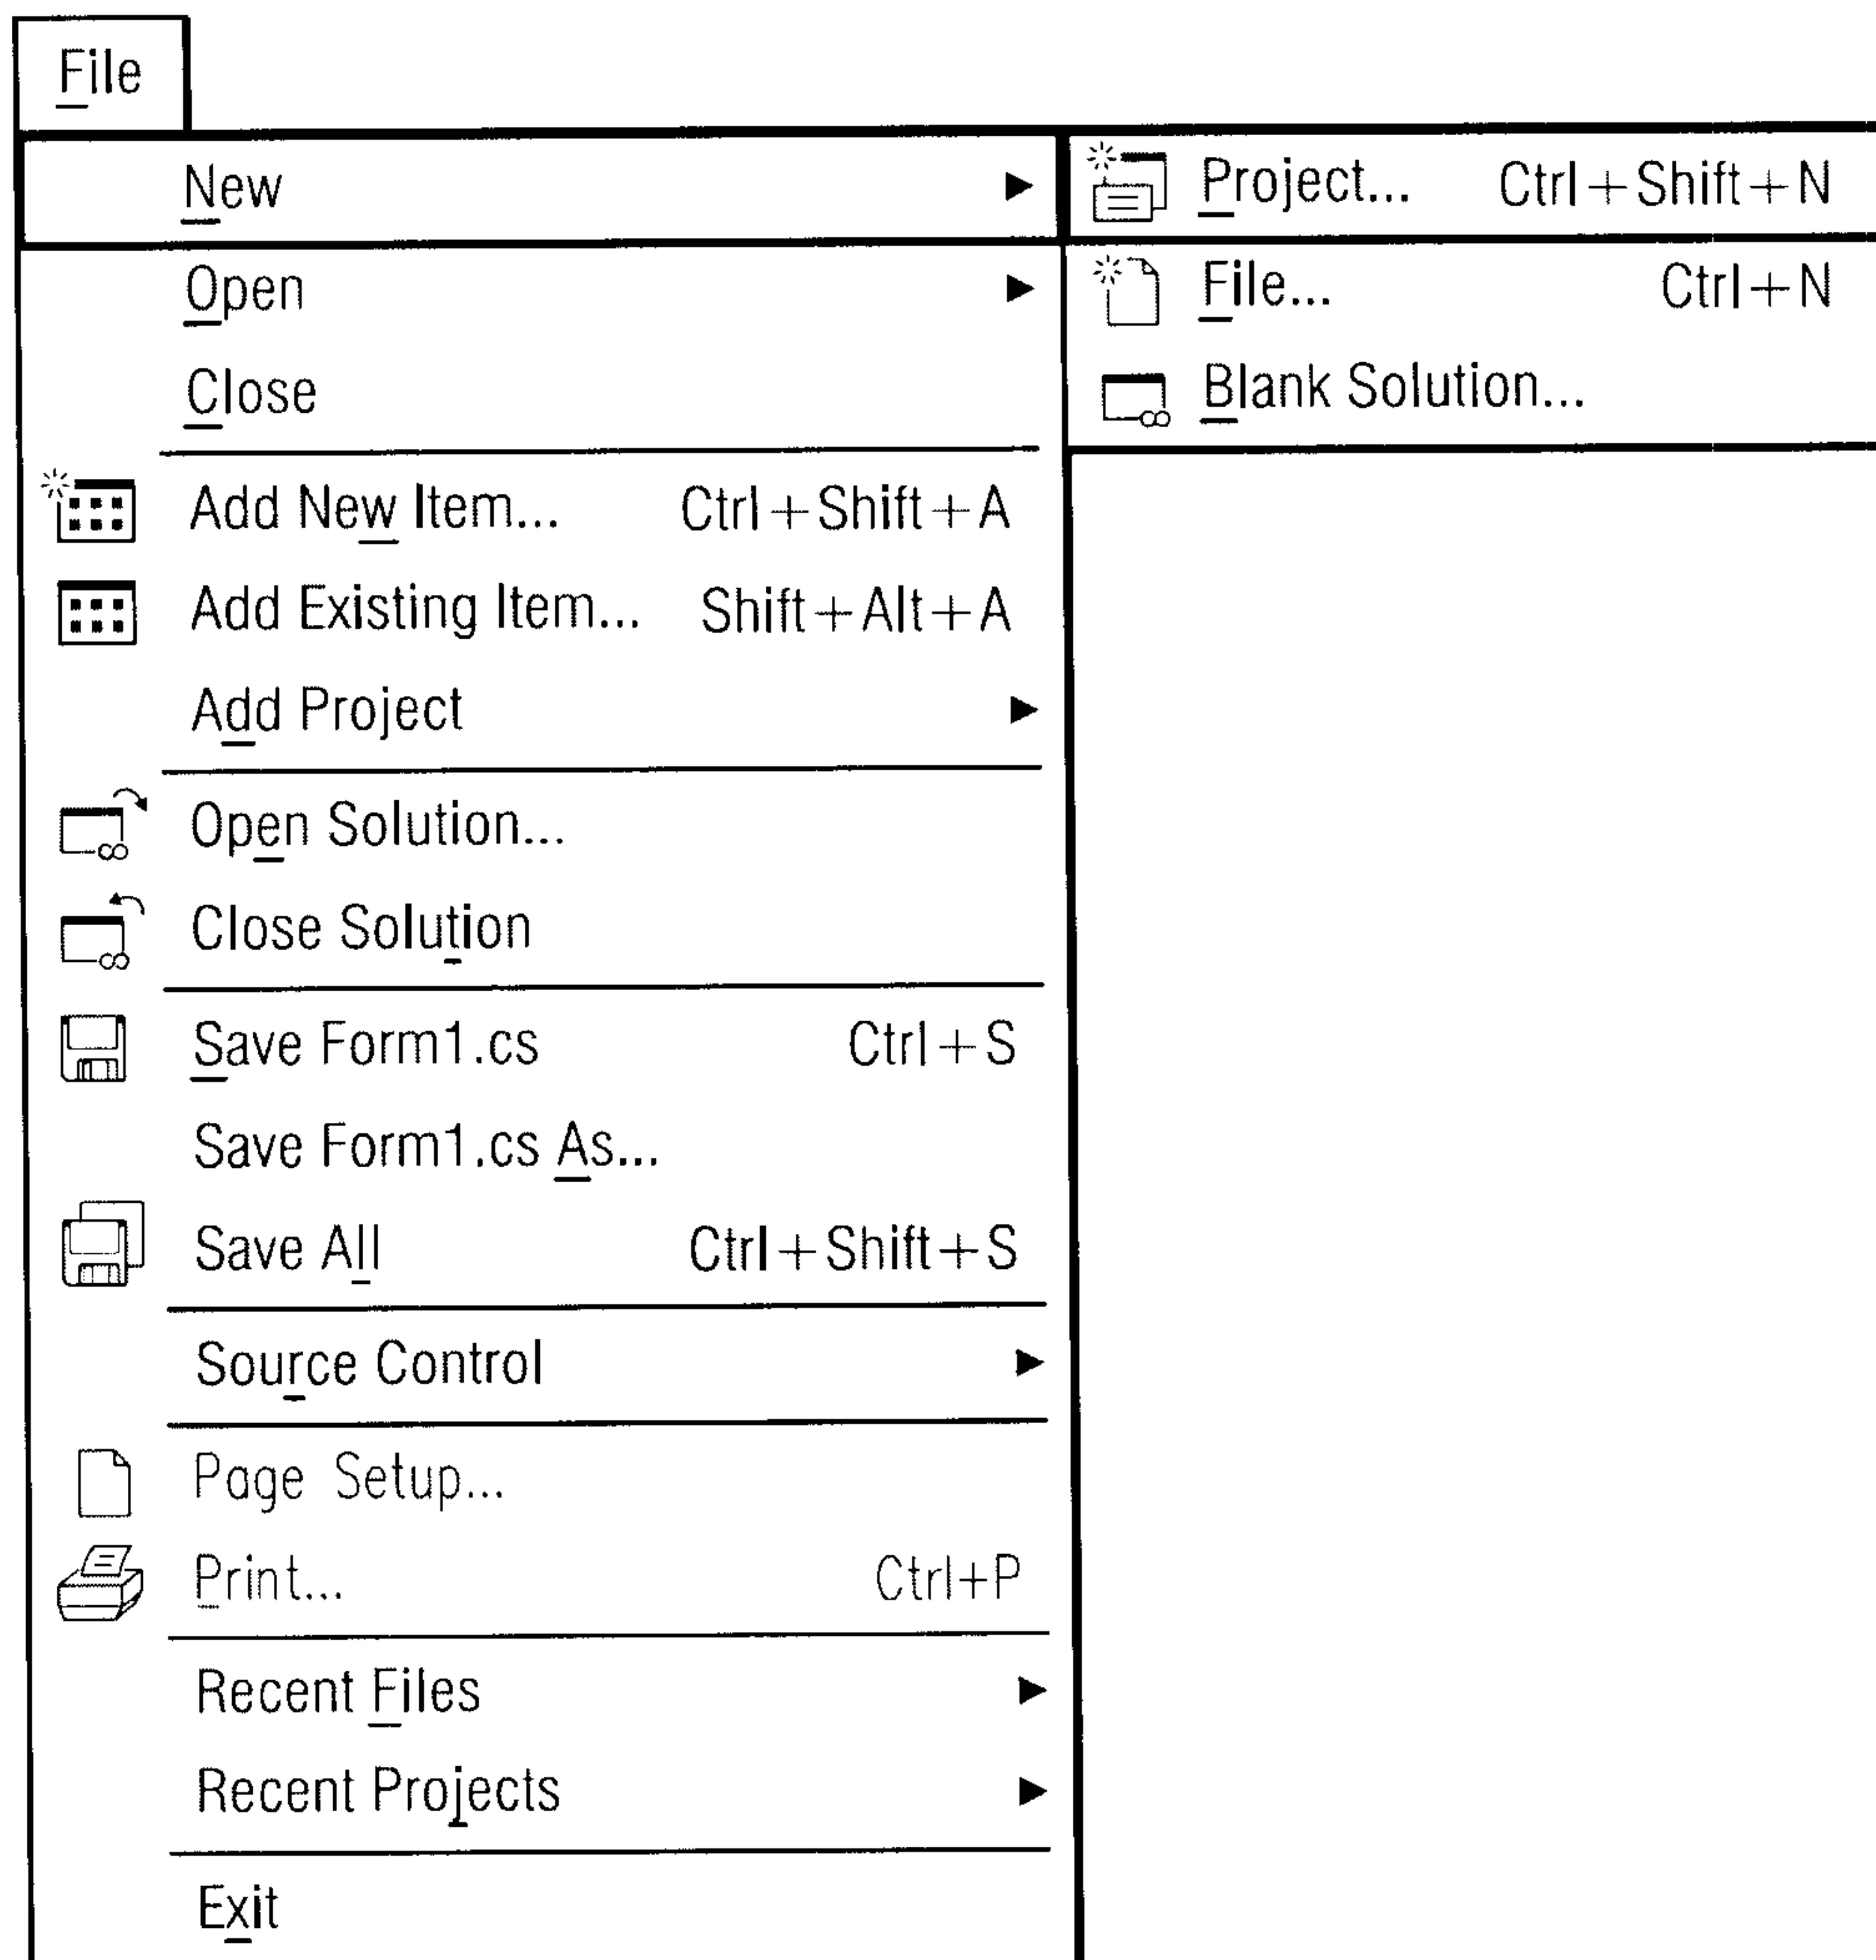 File
New
Project... Ctrl+Shift+N
Open
File... Ctrl+N
Close
Blank Solution...
Add New Item... Ctrl+Shift+A
Add Existing Item... Shift+Alt+A
Add Project
Open Solution...
Close Solution
Save Form1.cs Ctrl+S
Save Form1.cs As...
Save All Ctrl+Shift+S
Source Control
Page Setup...
Print... Ctrl+P
Recent Files
Recent Projects
Exit